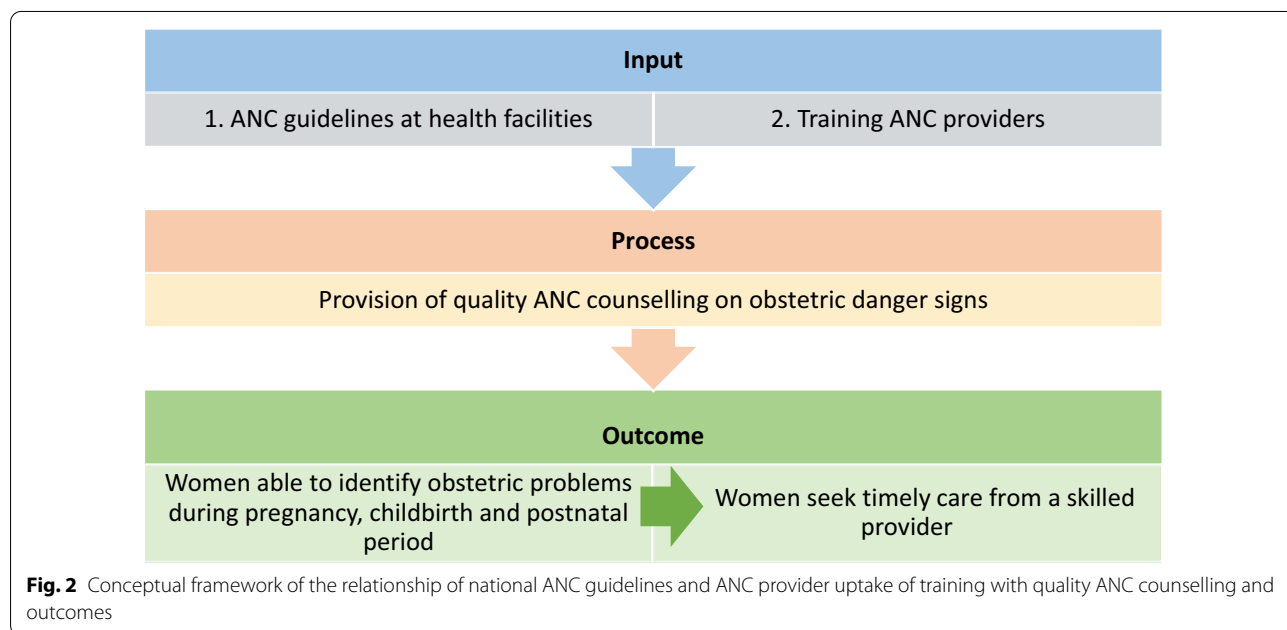 Input
1. ANC guidelines at health facilities
2. Training ANC providers
Process
Provision of quality ANC counselling on obstetric danger signs
Outcome
Women able to identify obstetric problems
during pregnancy, childbirth and postnatal
period
Women seek timely care from a skilled
provider
Fig. 2 Conceptual framework of the relationship of national ANC guidelines and ANC provider uptake of training with quality ANC counselling and
outcomes